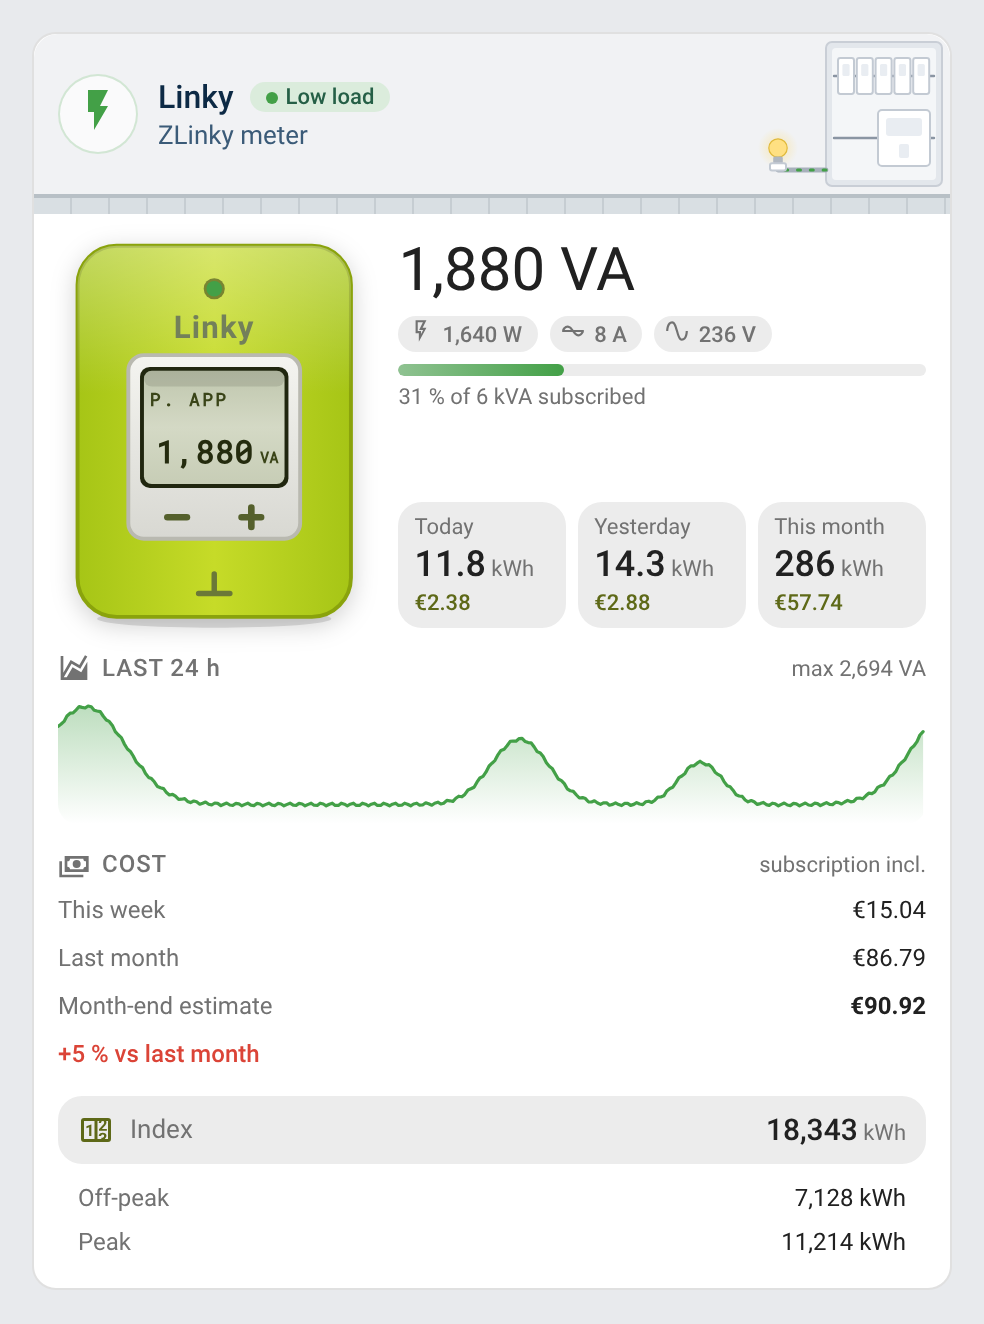 Linky
Low load
ZLinky meter
Linky
P. APP
1,880 VA
1,880 VA
1,640 W
8 A
236 V
31 % of 6 kVA subscribed
Today
11.8 kWh
€2.38
Yesterday
14.3 kWh
€2.88
This month
286 kWh
€57.74
LAST 24 h
max 2,694 VA
COST
subscription incl.
This week
€15.04
Last month
€86.79
Month-end estimate
€90.92
+5 % vs last month
Index
18,343 kWh
Off-peak
7,128 kWh
Peak
11,214 kWh